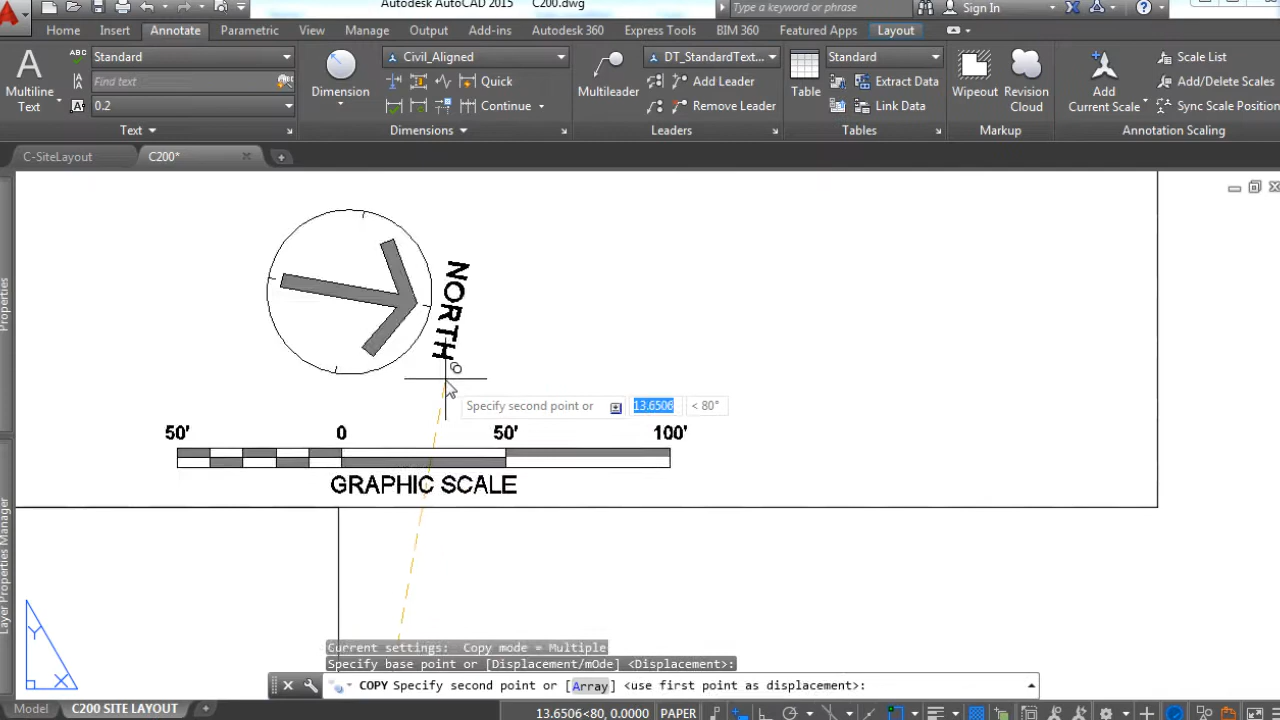 Autodesk AutoCAD 2015 C200.dwg
Type a keyword or phrase
Sign In
Home Insert Annotate Parametric View Manage Output Add-ins Autodesk 360 Express Tools BIM 360 Featured Apps Layout
Multiline Text
ABC Standard
Find text
0.2
Text
Dimension
Civil_Aligned
Quick
Continue
Dimensions
Multileader
DT_StandardText...
Add Leader
Remove Leader
Leaders
Table
Standard
Extract Data
Link Data
Tables
Wipeout
Revision Cloud
Markup
Add Current Scale
Scale List
Add/Delete Scales
Sync Scale Position
Annotation Scaling
C-SiteLayout
C200*
Properties
Layer Properties Manager
NORTH
Specify second point or 13.6506 < 80°
50' 0 50' 100'
GRAPHIC SCALE
Y
X
Current settings: Copy mode = Multiple
Specify base point or [Displacement/mOde] <Displacement>:
COPY Specify second point or [Array] <use first point as displacement>:
Model C200 SITE LAYOUT
13.6506<80, 0.0000 PAPER